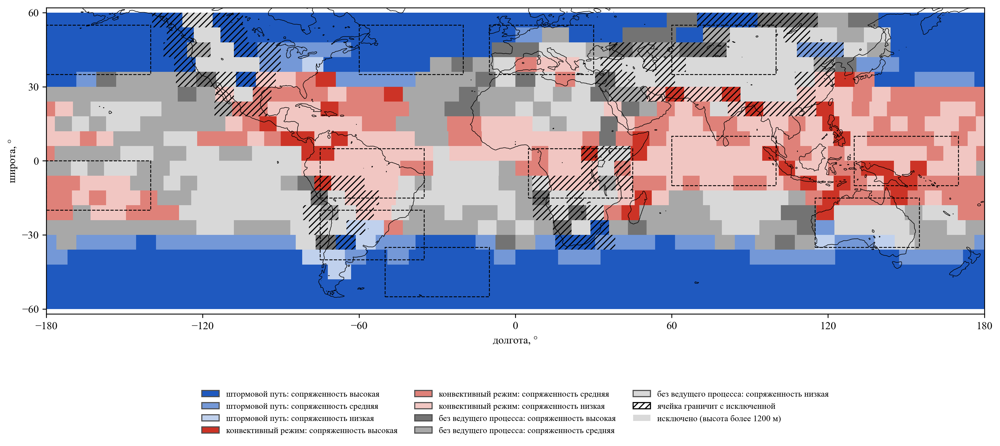 60
30
0
−30
−60
широта, °
−180
−120
−60
0
60
120
180
долгота, °
штормовой путь: сопряженность высокая
штормовой путь: сопряженность средняя
штормовой путь: сопряженность низкая
конвективный режим: сопряженность высокая
конвективный режим: сопряженность средняя
конвективный режим: сопряженность низкая
без ведущего процесса: сопряженность высокая
без ведущего процесса: сопряженность средняя
без ведущего процесса: сопряженность низкая
ячейка граничит с исключенной
исключено (высота более 1200 м)